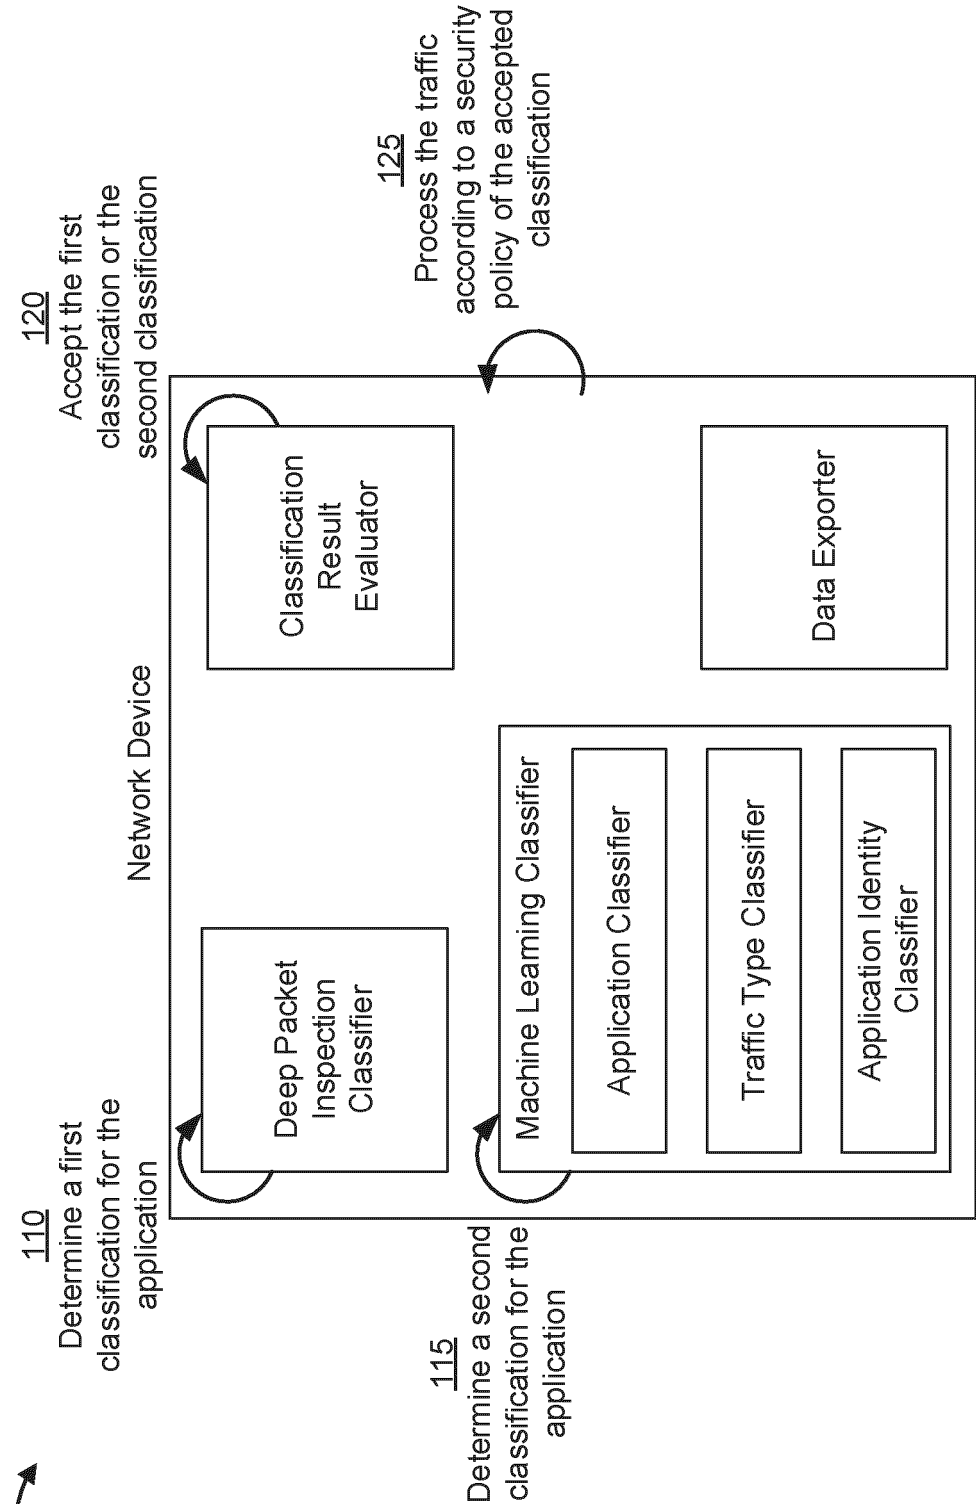 110
Determine a first
classification for the
application
120
Accept the first
classification or the
second classification
Network Device
Deep Packet
Inspection
Classifier
Classification
Result
Evaluator
115
Determine a second
classification for the
application
125
Process the traffic
according to a security
policy of the accepted
classification
Machine Learning Classifier
Application Classifier
Traffic Type Classifier
Application Identity
Classifier
Data Exporter